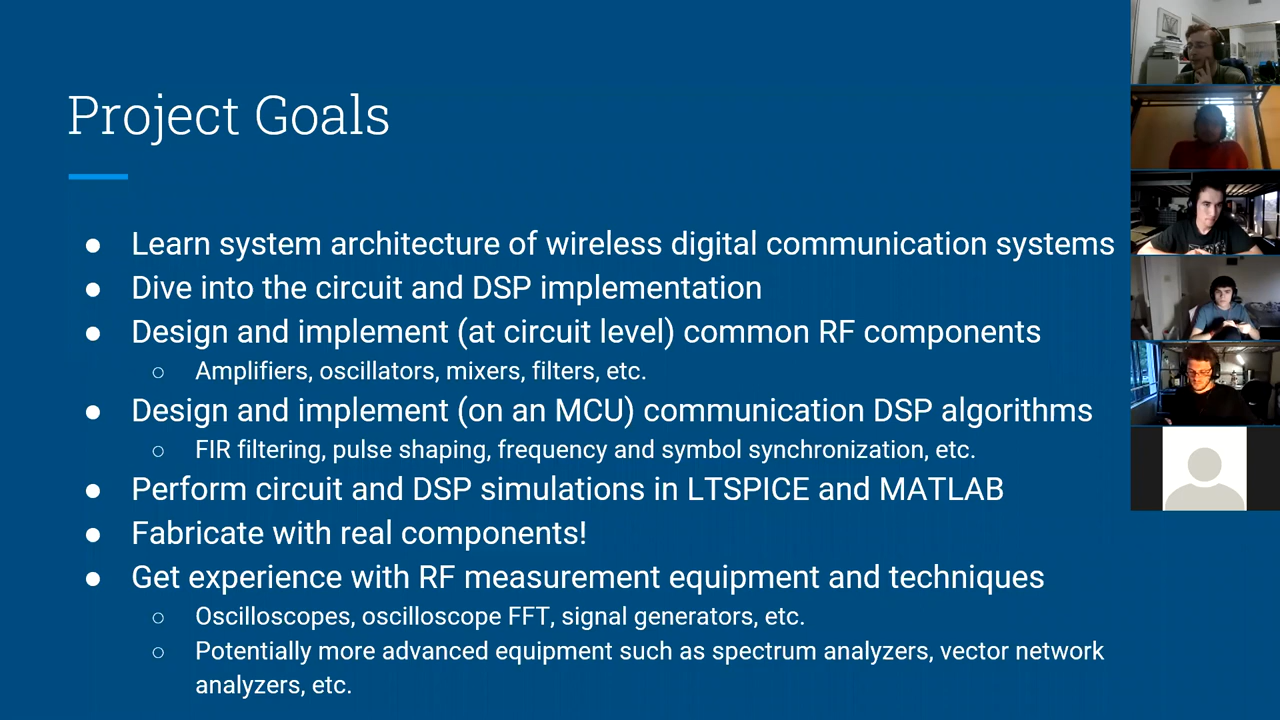 Project Goals
● Learn system architecture of wireless digital communication systems
● Dive into the circuit and DSP implementation
● Design and implement (at circuit level) common RF components
○ Amplifiers, oscillators, mixers, filters, etc.
● Design and implement (on an MCU) communication DSP algorithms
○ FIR filtering, pulse shaping, frequency and symbol synchronization, etc.
● Perform circuit and DSP simulations in LTSPICE and MATLAB
● Fabricate with real components!
● Get experience with RF measurement equipment and techniques
○ Oscilloscopes, oscilloscope FFT, signal generators, etc.
○ Potentially more advanced equipment such as spectrum analyzers, vector network
analyzers, etc.